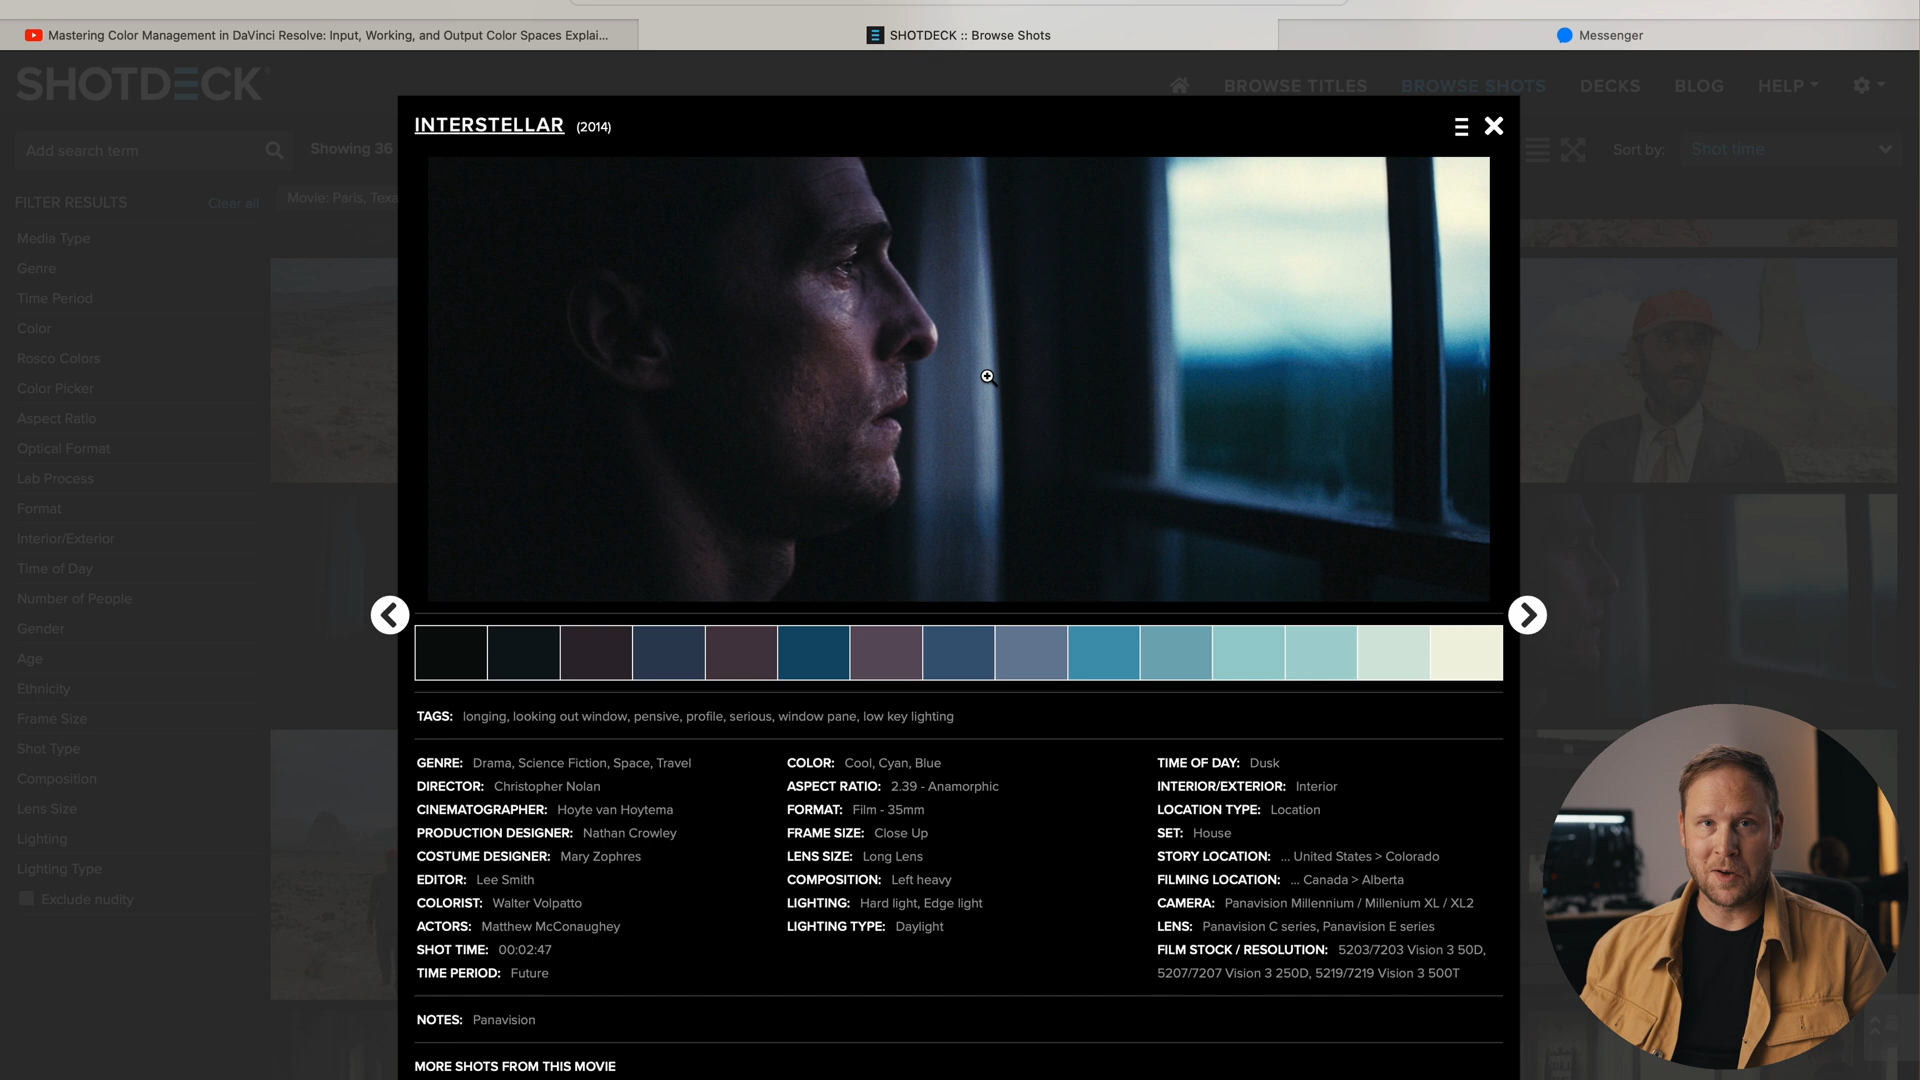 Mastering Color Management in DaVinci Resolve: Input, Working, and Output Color Spaces Explai...
SHOTDECK :: Browse Shots
Messenger
SHOTDECK
BROWSE TITLES
BROWSE SHOTS
DECKS
BLOG
HELP
Add search term
Showing 36
Sort by:
Shot time
FILTER RESULTS
Clear all
Movie: Paris, Texa
Media Type
Genre
Time Period
Color
Rosco Colors
Color Picker
Aspect Ratio
Optical Format
Lab Process
Format
Interior/Exterior
Time of Day
Number of People
Gender
Age
Ethnicity
Frame Size
Shot Type
Composition
Lens Size
Lighting
Lighting Type
Exclude nudity
INTERSTELLAR (2014)
TAGS: longing, looking out window, pensive, profile, serious, window pane, low key lighting
GENRE: Drama, Science Fiction, Space, Travel
DIRECTOR: Christopher Nolan
CINEMATOGRAPHER: Hoyte van Hoytema
PRODUCTION DESIGNER: Nathan Crowley
COSTUME DESIGNER: Mary Zophres
EDITOR: Lee Smith
COLORIST: Walter Volpatto
ACTORS: Matthew McConaughey
SHOT TIME: 00:02:47
TIME PERIOD: Future
COLOR: Cool, Cyan, Blue
ASPECT RATIO: 2.39 - Anamorphic
FORMAT: Film - 35mm
FRAME SIZE: Close Up
LENS SIZE: Long Lens
COMPOSITION: Left heavy
LIGHTING: Hard light, Edge light
LIGHTING TYPE: Daylight
TIME OF DAY: Dusk
INTERIOR/EXTERIOR: Interior
LOCATION TYPE: Location
SET: House
STORY LOCATION: ... United States > Colorado
FILMING LOCATION: ... Canada > Alberta
CAMERA: Panavision Millennium / Millenium XL / XL2
LENS: Panavision C series, Panavision E series
FILM STOCK / RESOLUTION: 5203/7203 Vision 3 50D,
5207/7207 Vision 3 250D, 5219/7219 Vision 3 500T
NOTES: Panavision
MORE SHOTS FROM THIS MOVIE